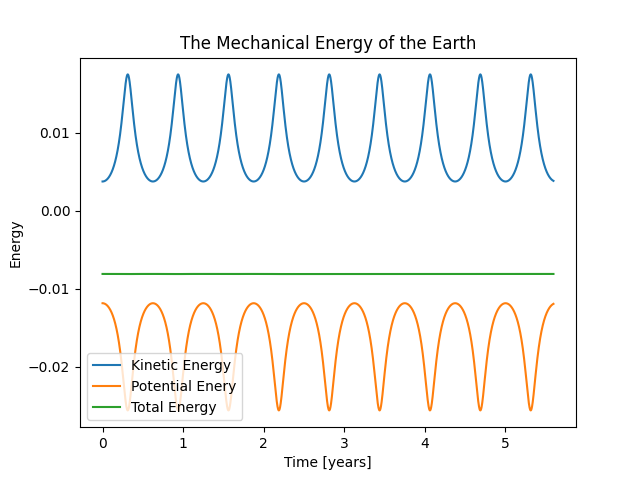 The Mechanical Energy of the Earth
Energy
0.01
0.00
−0.01
−0.02
Kinetic Energy
Potential Enery
Total Energy
0 1 2 3 4 5
Time [years]